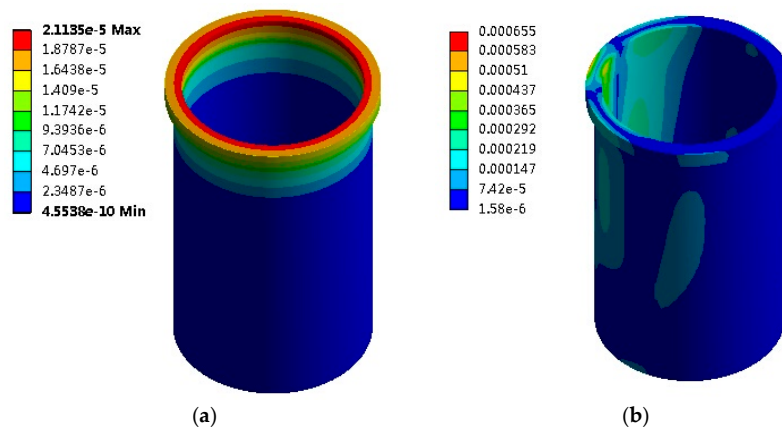 2.1135e-5 Max
1.8787e-5
1.6438e-5
1.409e-5
1.1742e-5
9.3936e-6
7.0453e-6
4.697e-6
2.3487e-6
4.5538e-10 Min
0.000655
0.000583
0.00051
0.000437
0.000365
0.000292
0.000219
0.000147
7.42e-5
1.58e-6
(a)
(b)